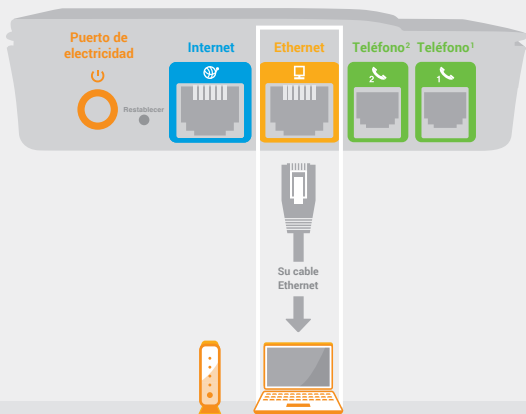 Puerto de
electricidad
Internet
Ethernet
Teléfono² Teléfono¹
2
1
Restablecer
Su cable
Ethernet